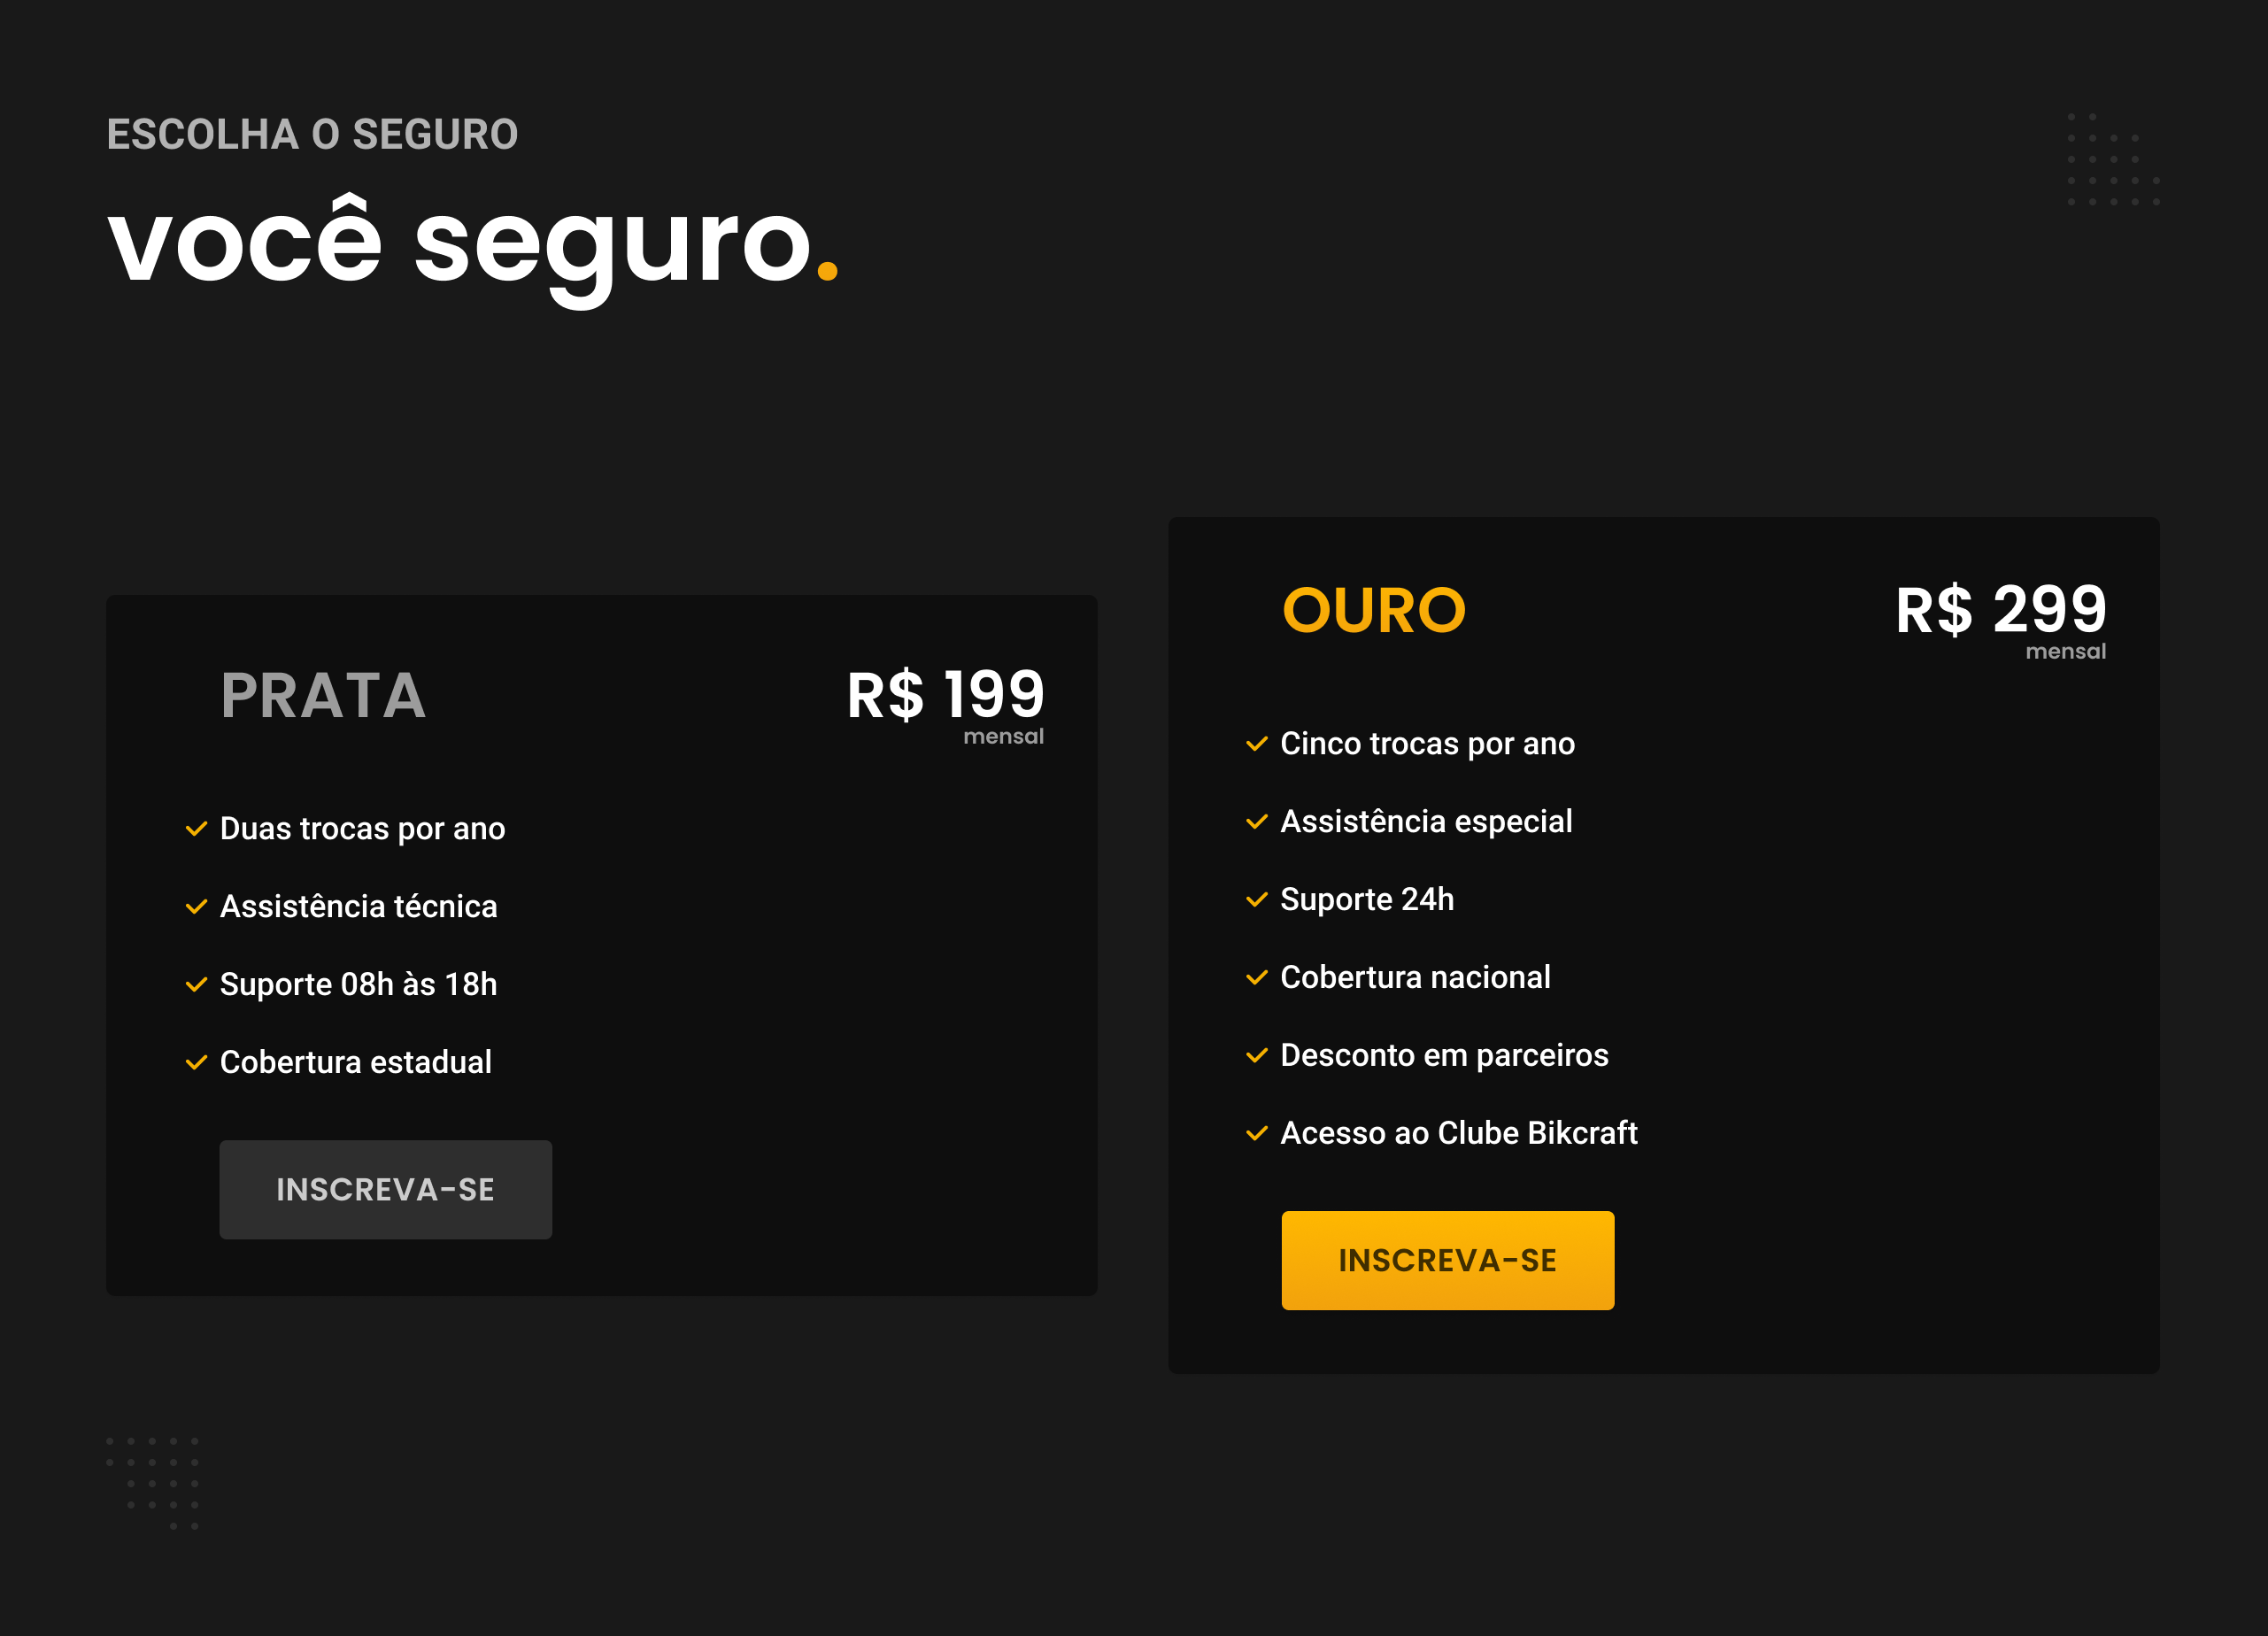 ESCOLHA O SEGURO
você seguro.
PRATA
R$ 199
mensal
Duas trocas por ano
Assistência técnica
Suporte 08h às 18h
Cobertura estadual
INSCREVA-SE
OURO
R$ 299
mensal
Cinco trocas por ano
Assistência especial
Suporte 24h
Cobertura nacional
Desconto em parceiros
Acesso ao Clube Bikcraft
INSCREVA-SE